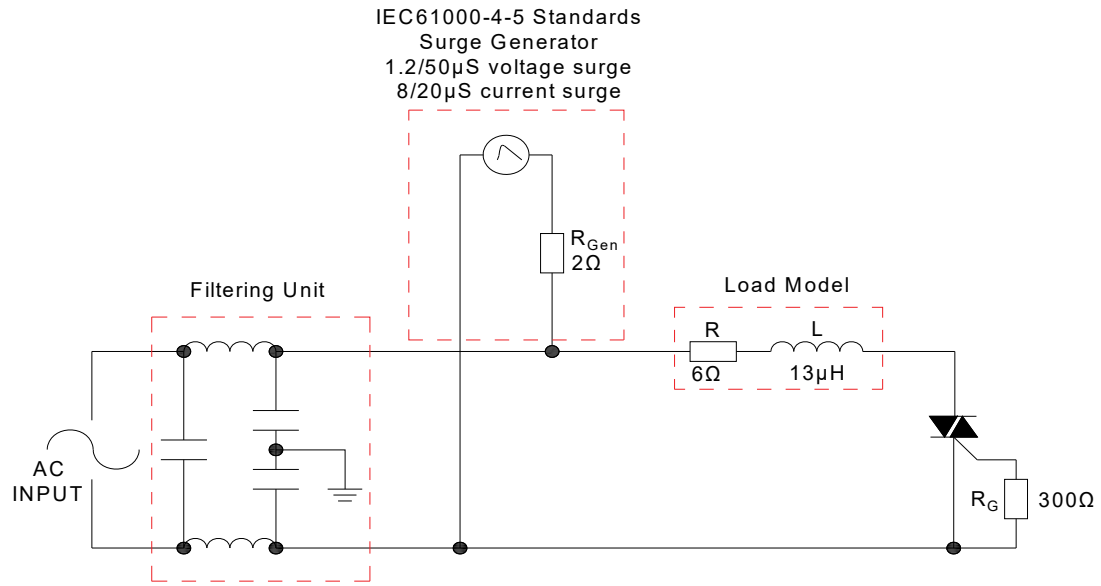 IEC61000-4-5 Standards
Surge Generator
1.2/50µS voltage surge
8/20µS current surge
RGen
2Ω
Filtering Unit
Load Model
R
L
6Ω
13µH
AC
INPUT
RG
300Ω